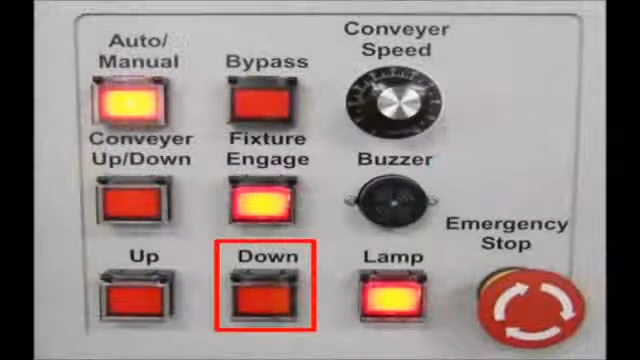 Auto/
Manual
Bypass
Conveyer
Speed
Conveyer
Up/Down
Fixture
Engage
Buzzer
Emergency
Stop
Up
Down
Lamp